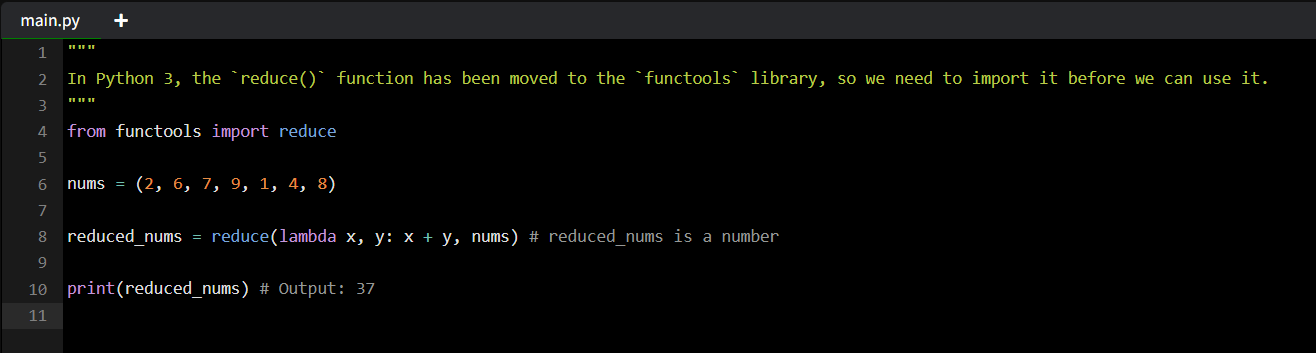 main.py +
1 """
2 In Python 3, the `reduce()` function has been moved to the `functools` library, so we need to import it before we can use it.
3 """
4 from functools import reduce
5
6 nums = (2, 6, 7, 9, 1, 4, 8)
7
8 reduced_nums = reduce(lambda x, y: x + y, nums) # reduced_nums is a number
9
10 print(reduced_nums) # Output: 37
11